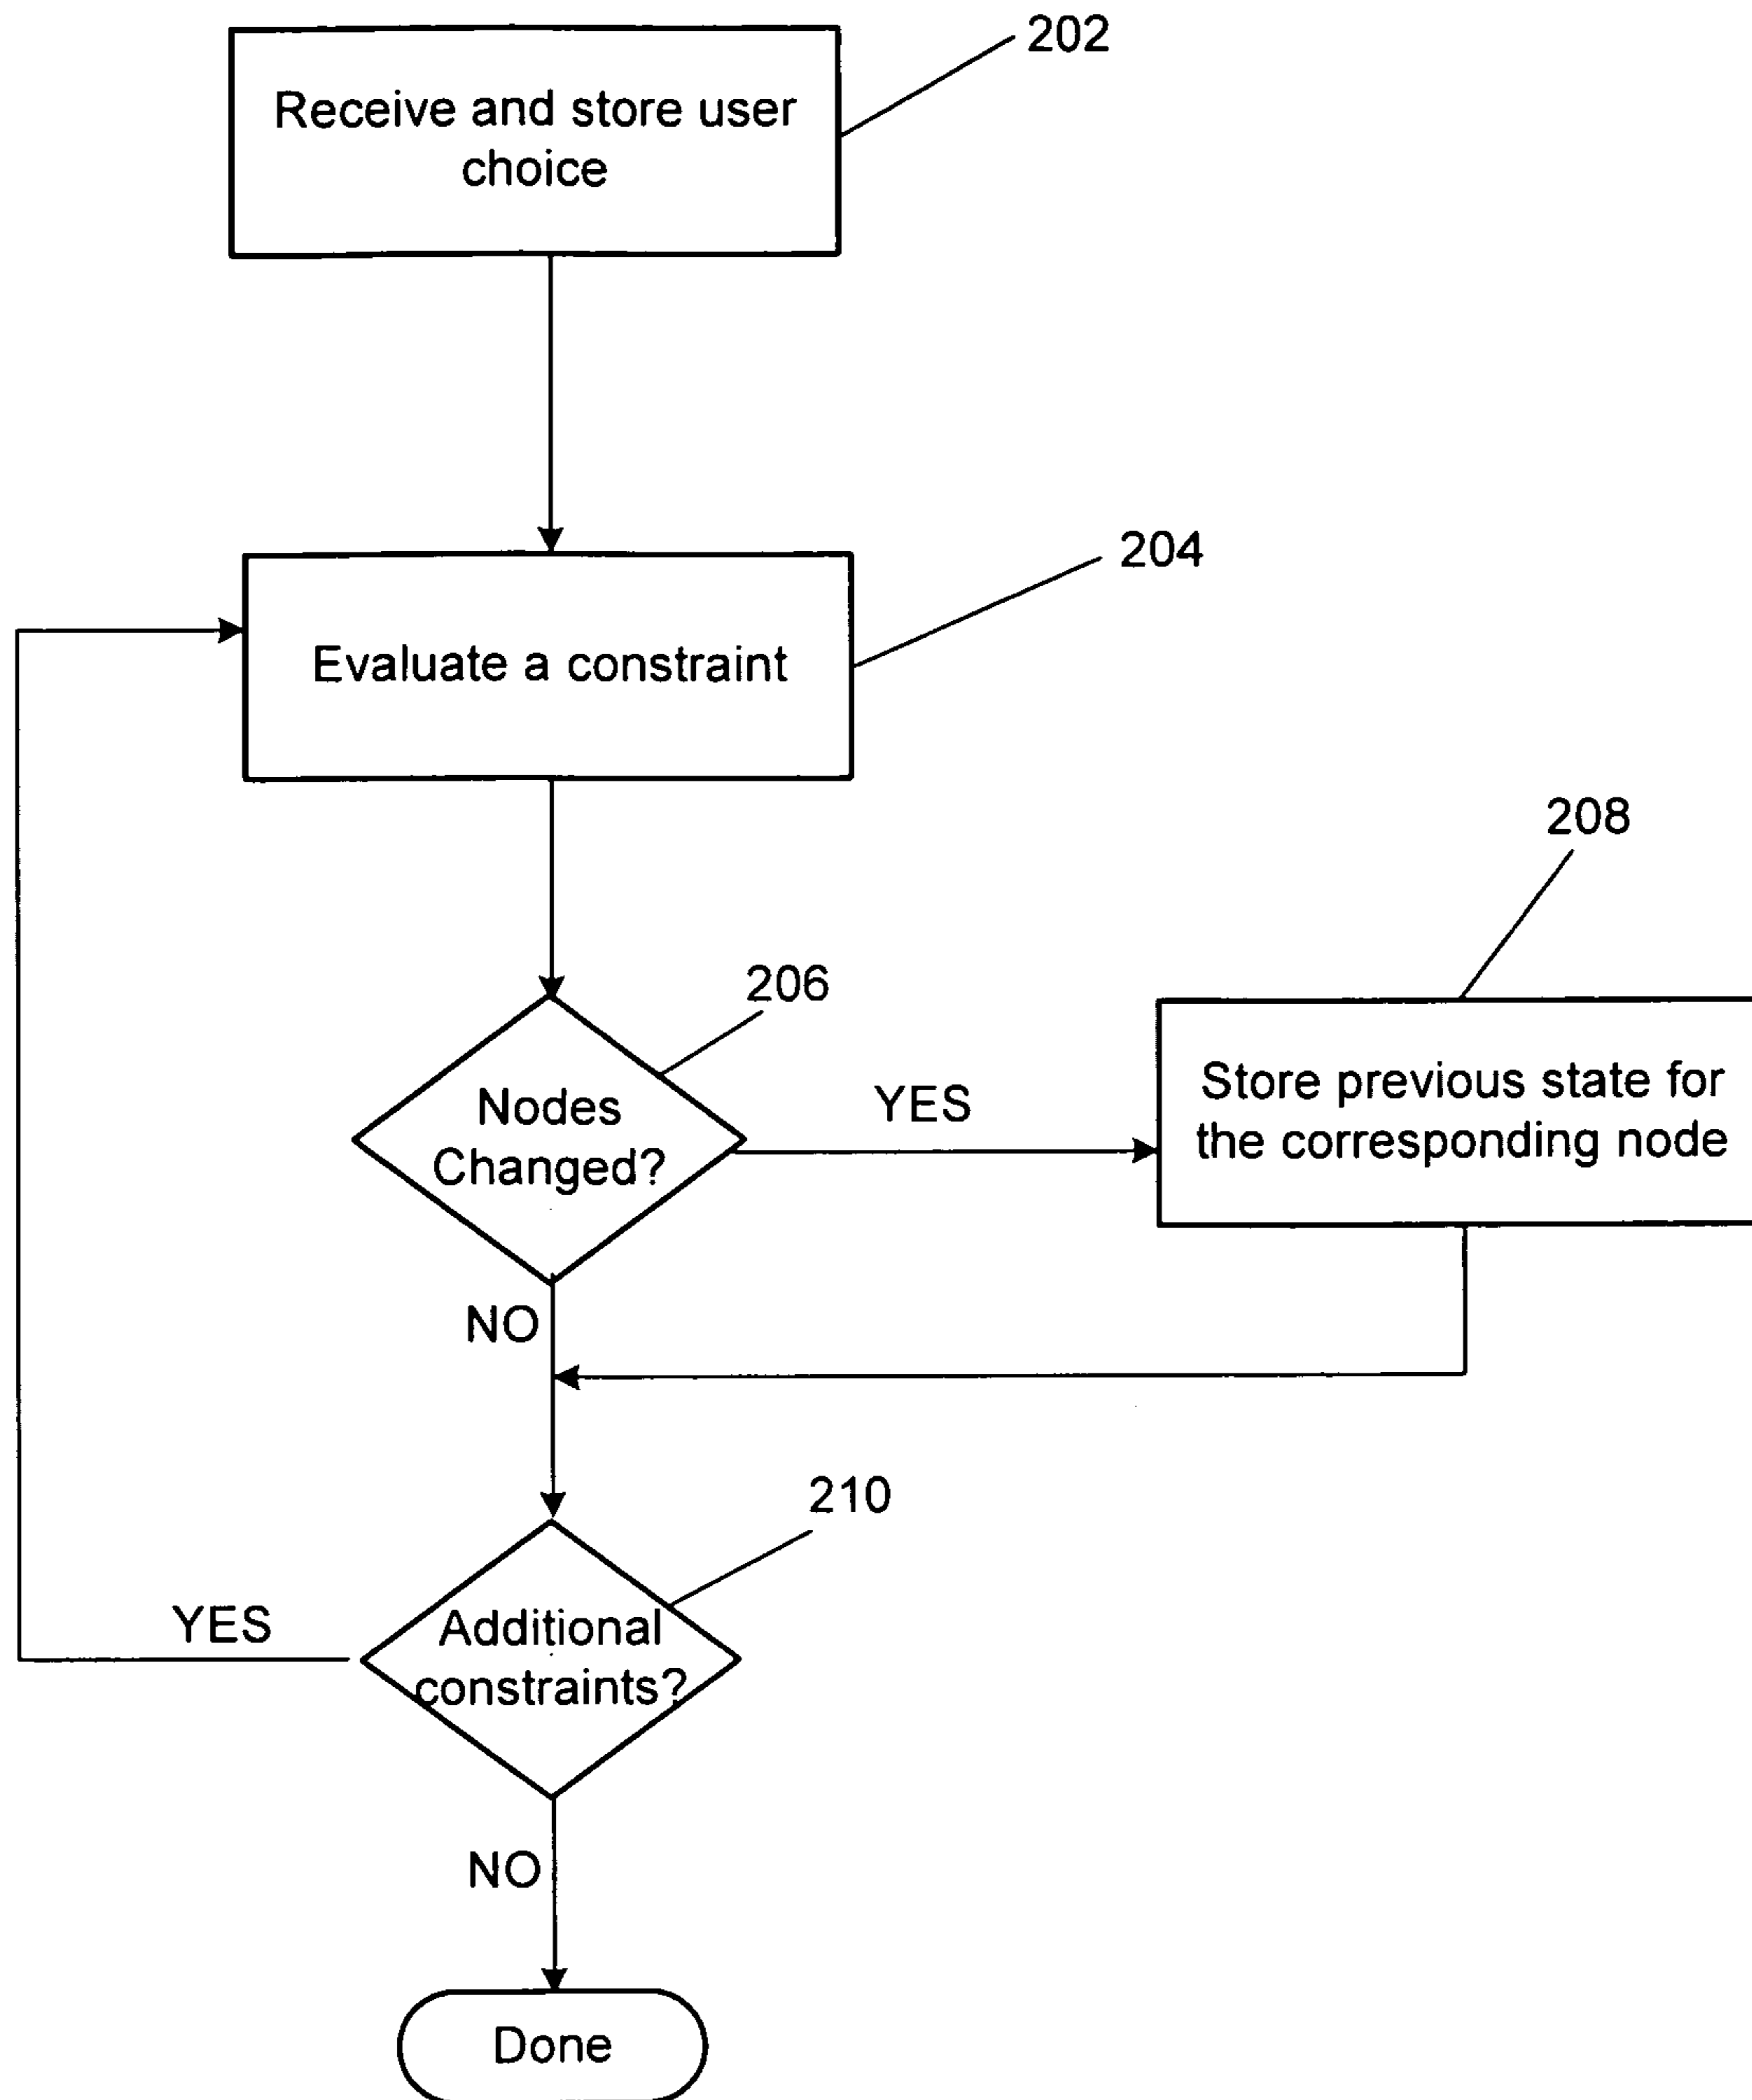 202
Receive and store user
choice
204
Evaluate a constraint
208
206
Nodes
Changed?
YES
Store previous state for
the corresponding node
NO
210
YES
Additional
constraints?
NO
Done